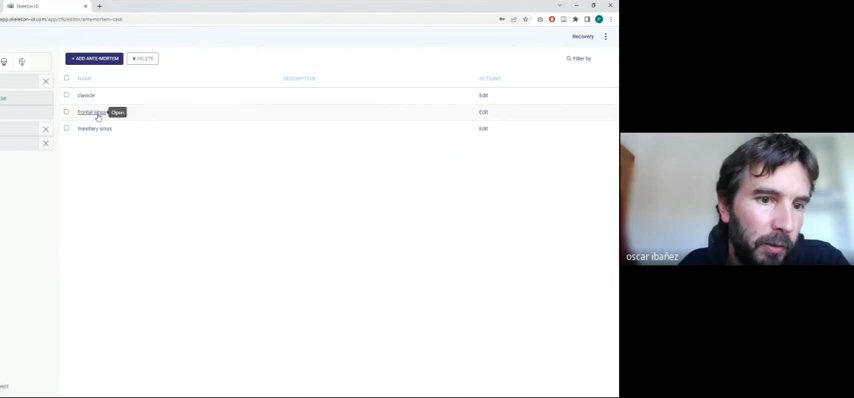 Skeleton-ID
app.skeleton-id.com/app/cfu/editor/antemortem-case
Recovery
+ ADD ANTE-MORTEM
DELETE
Filter by
NAME DESCRIPTION ACTIONS
clavicle Edit
frontal sinus Open Edit
maxillary sinus Edit
oscar ibañez